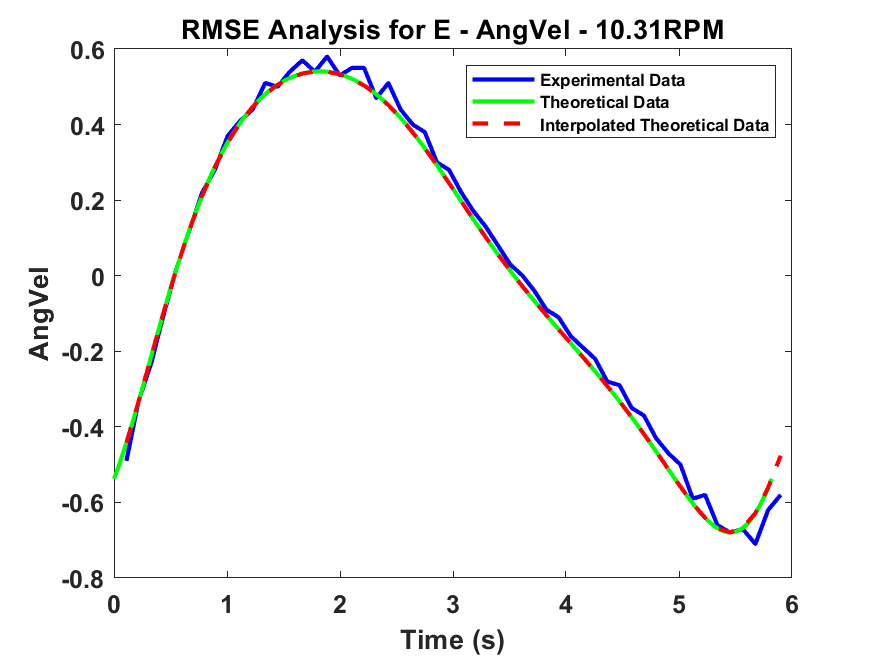 RMSE Analysis for E - AngVel - 10.31RPM
Experimental Data
Theoretical Data
Interpolated Theoretical Data
AngVel
0.6
0.4
0.2
0
-0.2
-0.4
-0.6
-0.8
0 1 2 3 4 5 6
Time (s)